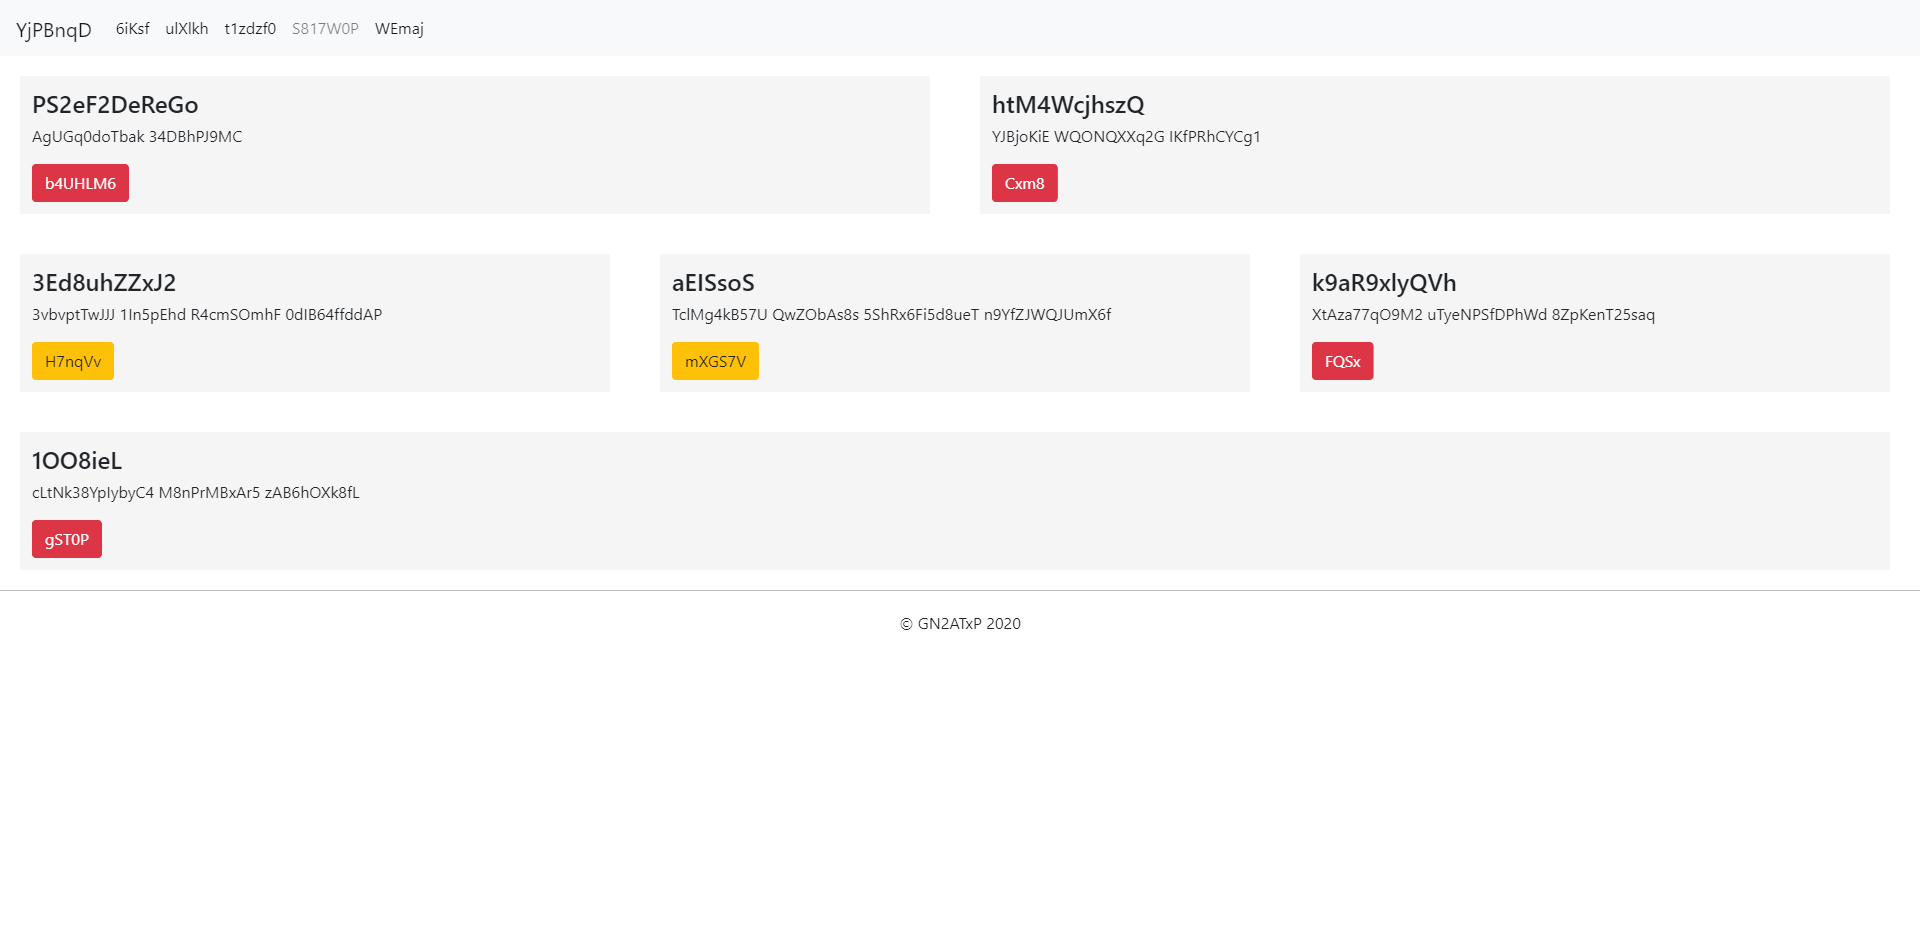 YjPBnqD 6iKsf ulXlkh t1zdzf0 S817W0P WEmaj
PS2eF2DeReGo
AgUGq0doTbak 34DBhPJ9MC
b4UHLM6
htM4WcjhszQ
YJBjoKiE WQONQXXq2G IKfPRhCYCg1
Cxm8
3Ed8uhZZxJ2
3vbvptTwJJJ 1In5pEhd R4cmSOmhF 0dIB64ffddAP
H7nqVv
aEISsoS
TclMg4kB57U QwZObAs8s 5ShRx6Fi5d8ueT n9YfZJWQJUmX6f
mXGS7V
k9aR9xlyQVh
XtAza77qO9M2 uTyeNPSfDPhWd 8ZpKenT25saq
FQSx
1OO8ieL
cLtNk38YpIybyC4 M8nPrMBxAr5 zAB6hOXk8fL
gST0P
© GN2ATxP 2020